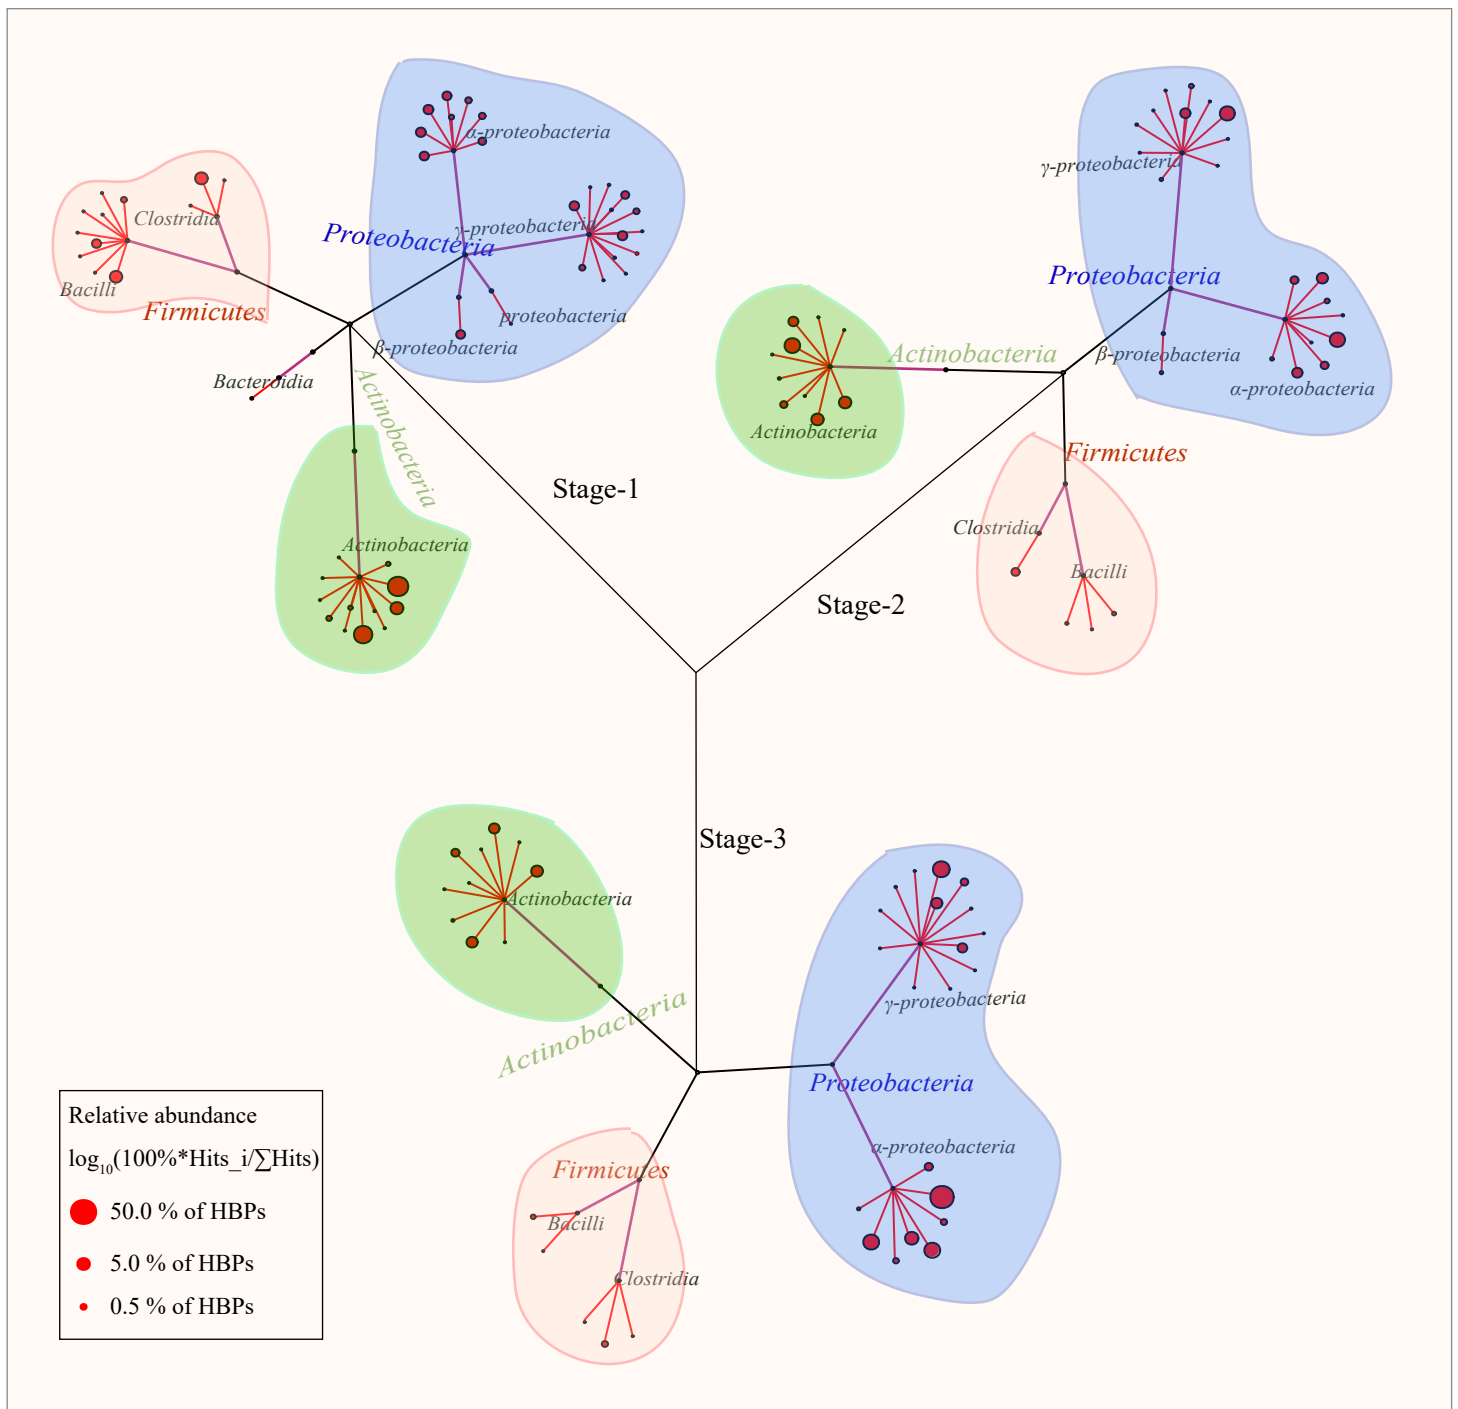 α-proteobacteria
Clostridia
γ-proteobacteria
Proteobacteria
Bacilli
Firmicutes
proteobacteria
β-proteobacteria
Bacteroidia
Actinobacteria
Actinobacteria
Stage-1
γ-proteobacteria
Proteobacteria
Actinobacteria
β-proteobacteria
α-proteobacteria
Actinobacteria
Firmicutes
Clostridia
Bacilli
Stage-2
Stage-3
Actinobacteria
Actinobacteria
γ-proteobacteria
Proteobacteria
α-proteobacteria
Firmicutes
Bacilli
Clostridia
Relative abundance
log₁₀(100%*Hits_i/∑Hits)
50.0 % of HBPs
5.0 % of HBPs
0.5 % of HBPs